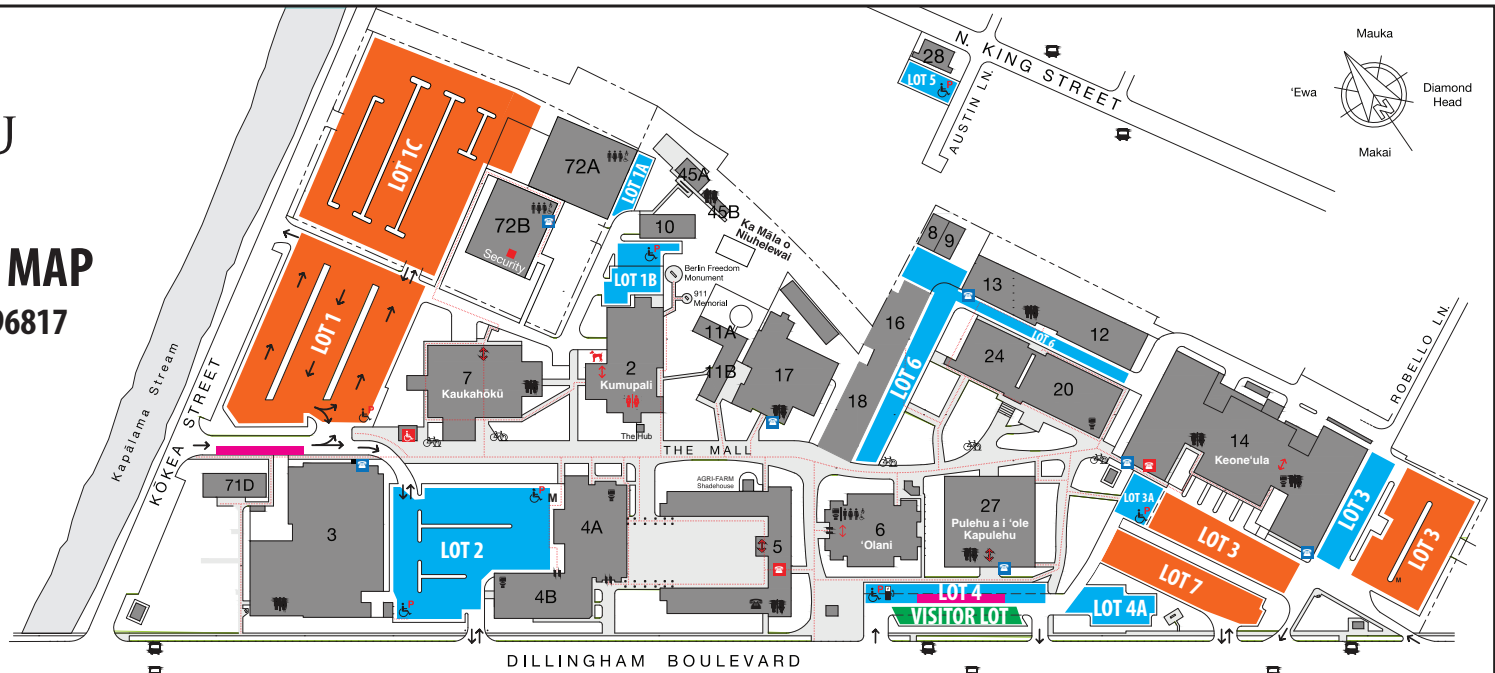 U
MAP
96817
Mauka
'Ewa
Diamond
Head
Makai
N
N. KING STREET
AUSTIN LN.
ROBELLO LN.
KŌKEA STREET
Kapālama Stream
DILLINGHAM BOULEVARD
THE MALL
28
LOT 5
P
LOT 1C
72A
LOT 1A
45A
45B
72B
Security
10
P
LOT 1B
Ka Māla o
Niuhelewai
Berlin Freedom
Monument
911
Memorial
8
9
13
12
LOT 6
16
18
LOT 6
24
20
LOT 1
P
7
Kaukahōkū
2
Kumupali
The Hub
11A
11B
17
14
Keone'ula
71D
3
P
M
LOT 2
P
4A
4B
AGRI-FARM
Shadehouse
5
6
'Olani
27
Pulehu a i 'ole
Kapulehu
LOT 3A
P
LOT 3
LOT 3
LOT 3
M
LOT 7
P
LOT 4
VISITOR LOT
LOT 4A